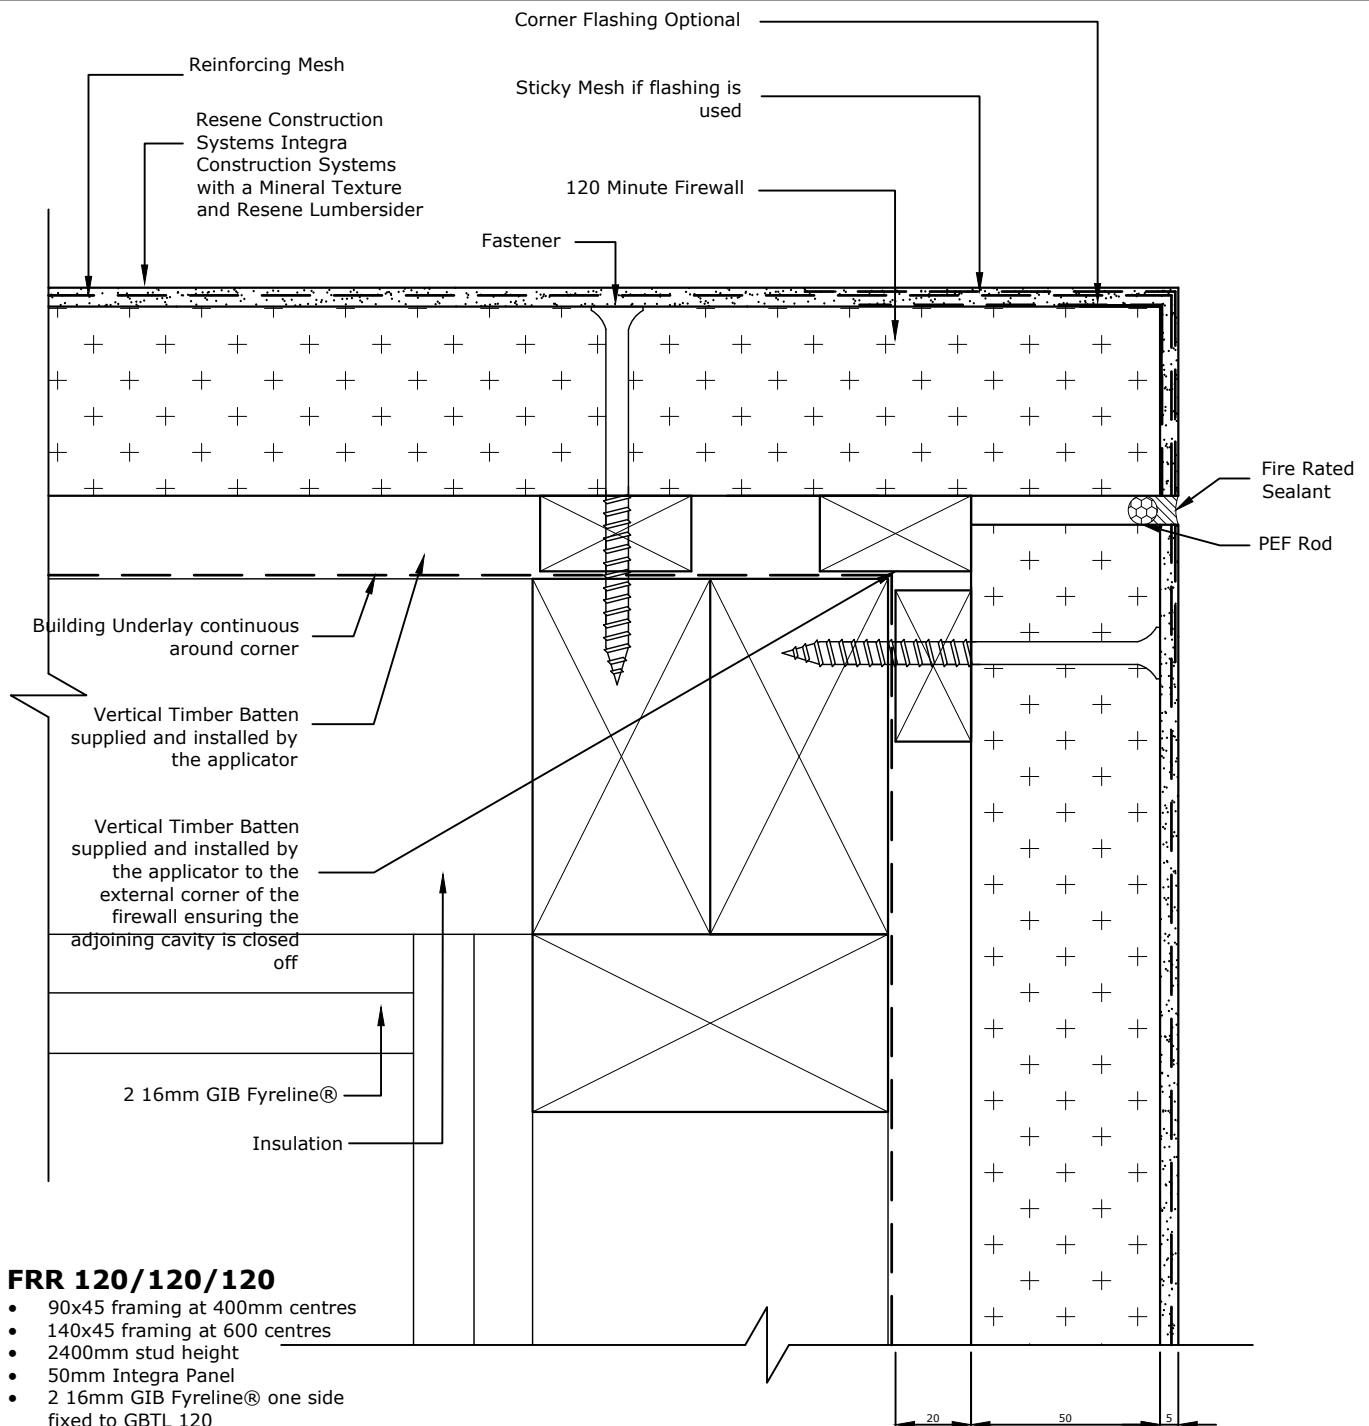 Corner Flashing Optional
Reinforcing Mesh
Sticky Mesh if flashing is
used
Resene Construction
Systems Integra
Construction Systems
with a Mineral Texture
and Resene Lumbersider
120 Minute Firewall
Fastener
Fire Rated
Sealant
PEF Rod
Building Underlay continuous
around corner
Vertical Timber Batten
supplied and installed by
the applicator
Vertical Timber Batten
supplied and installed by
the applicator to the
external corner of the
firewall ensuring the
adjoining cavity is closed
off
2 16mm GIB Fyreline®
Insulation
FRR 120/120/120
• 90x45 framing at 400mm centres
• 140x45 framing at 600 centres
• 2400mm stud height
• 50mm Integra Panel
• 2 16mm GIB Fyreline® one side
fixed to GBTL 120
20 50 5